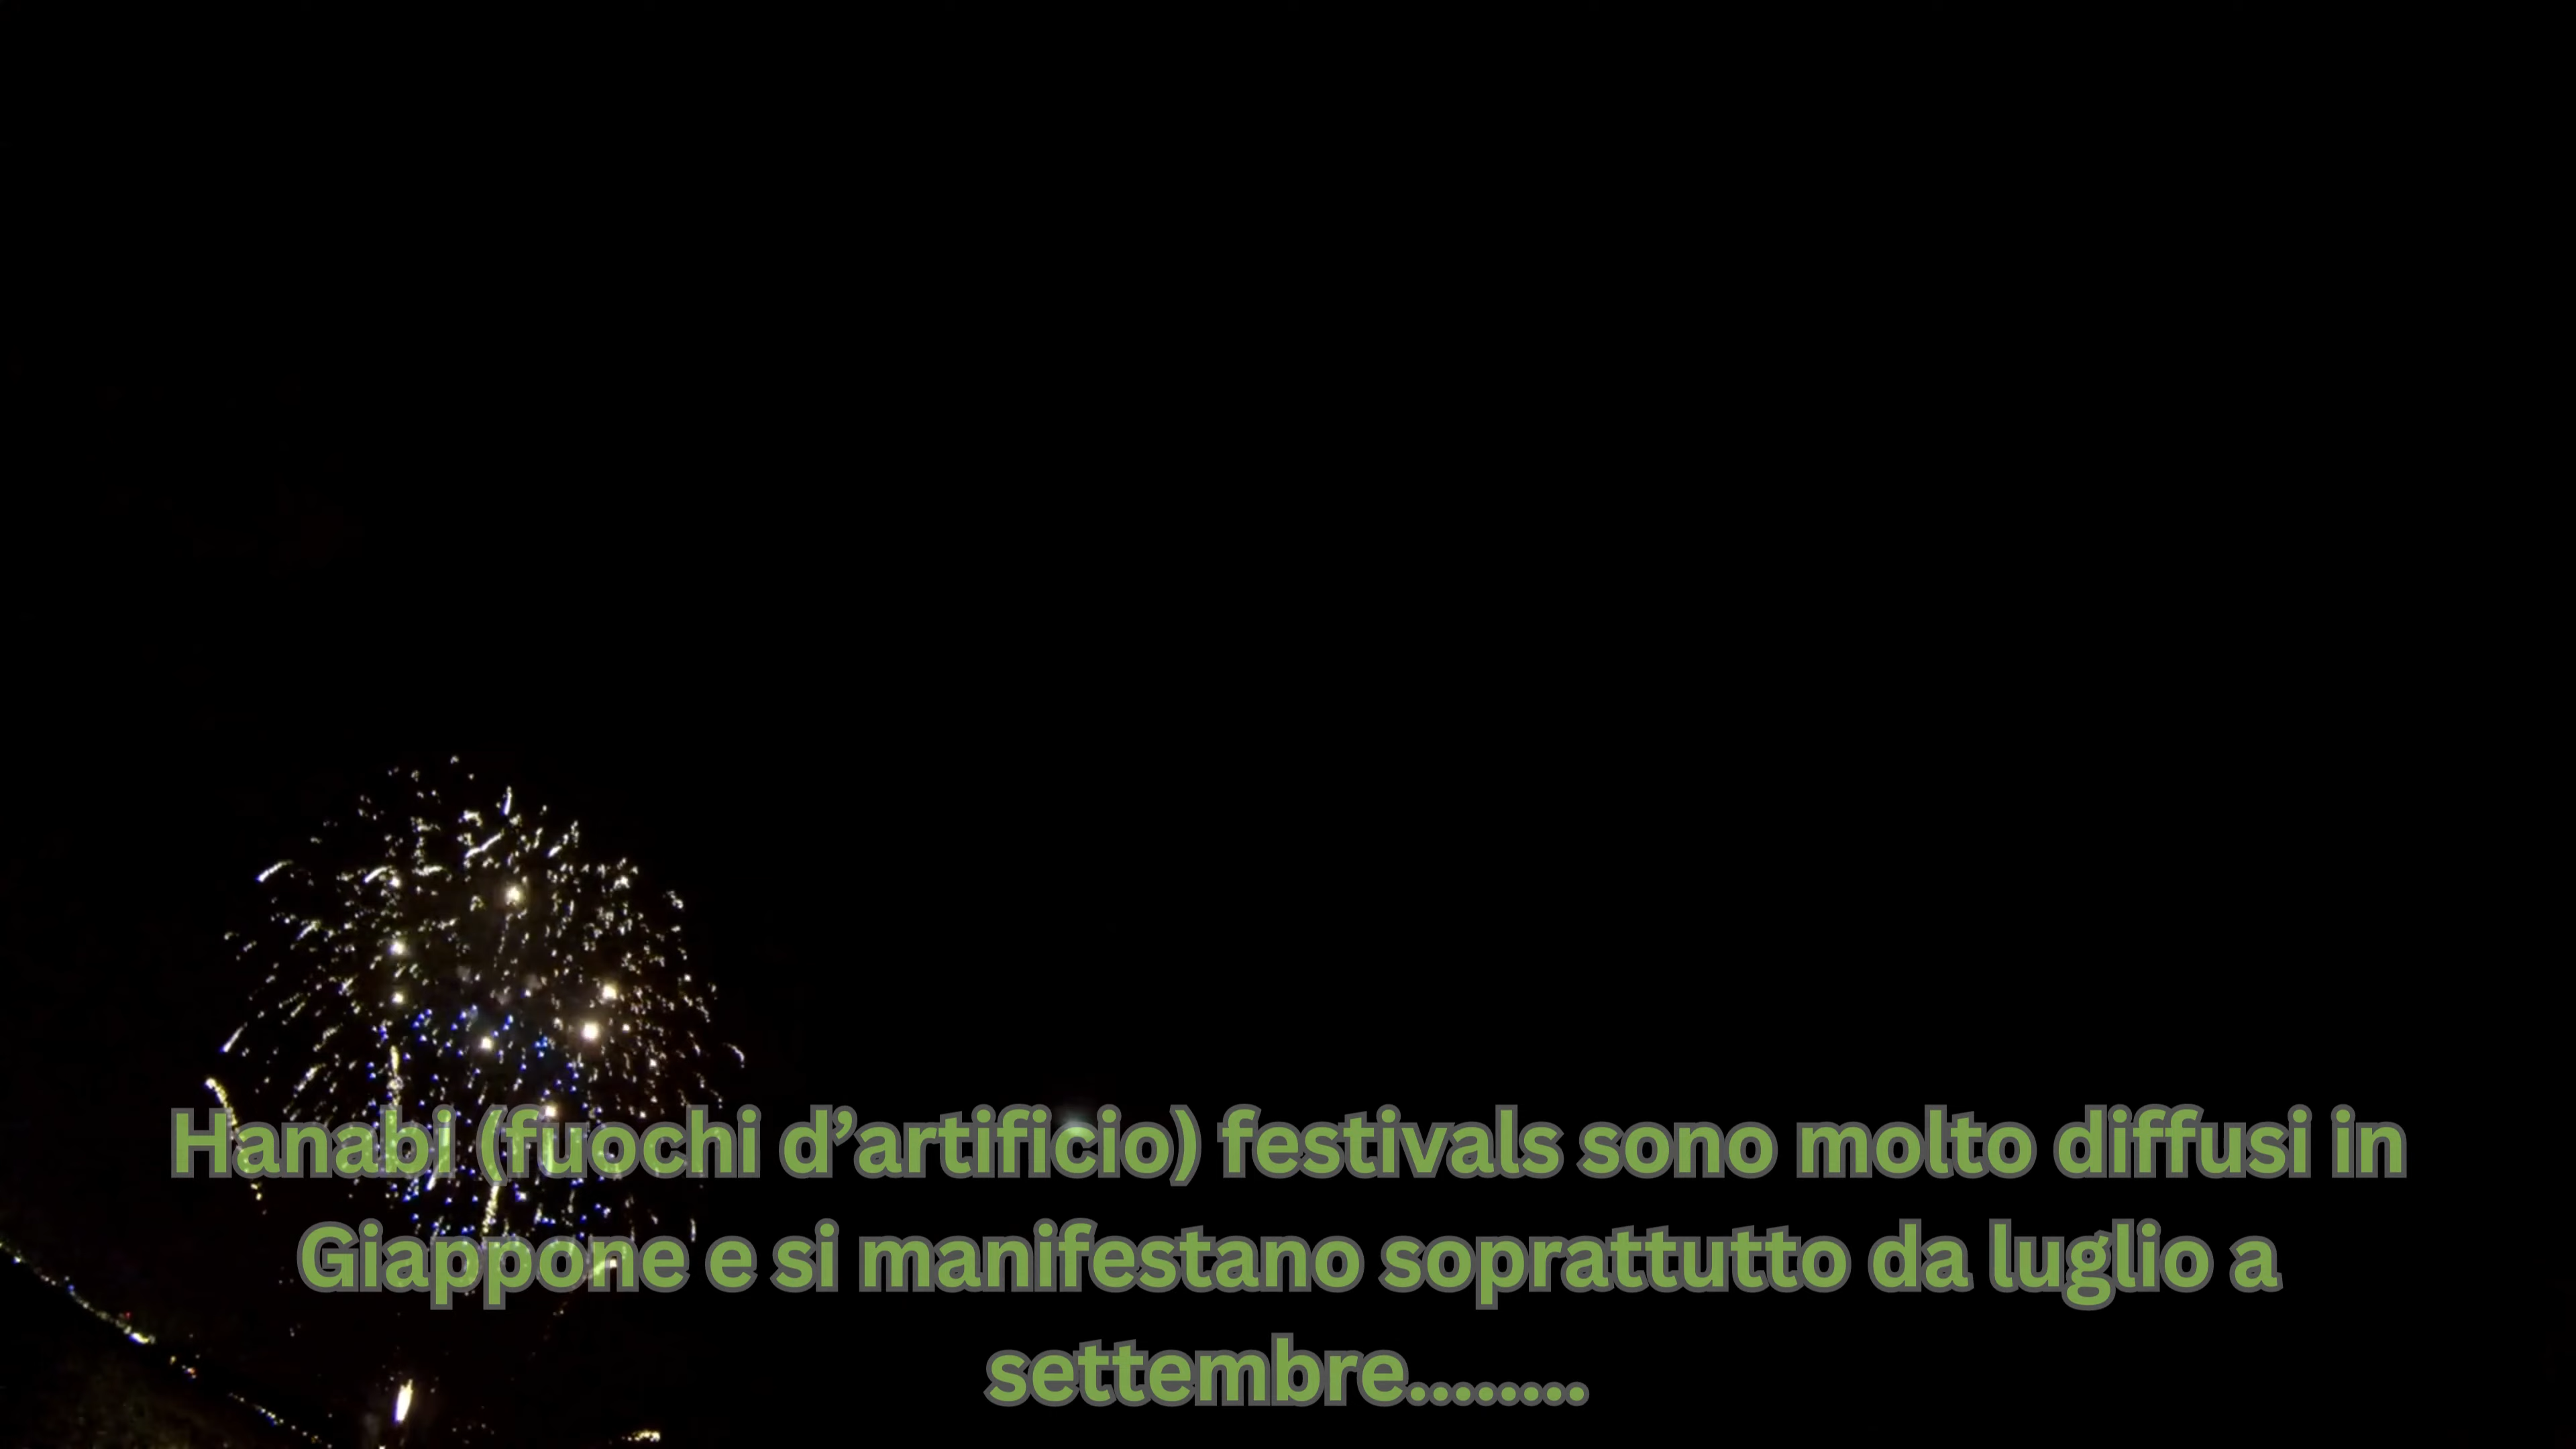 Hanabi (fuochi d’artificio) festivals sono molto diffusi in
Giappone e si manifestano soprattutto da luglio a
settembre........